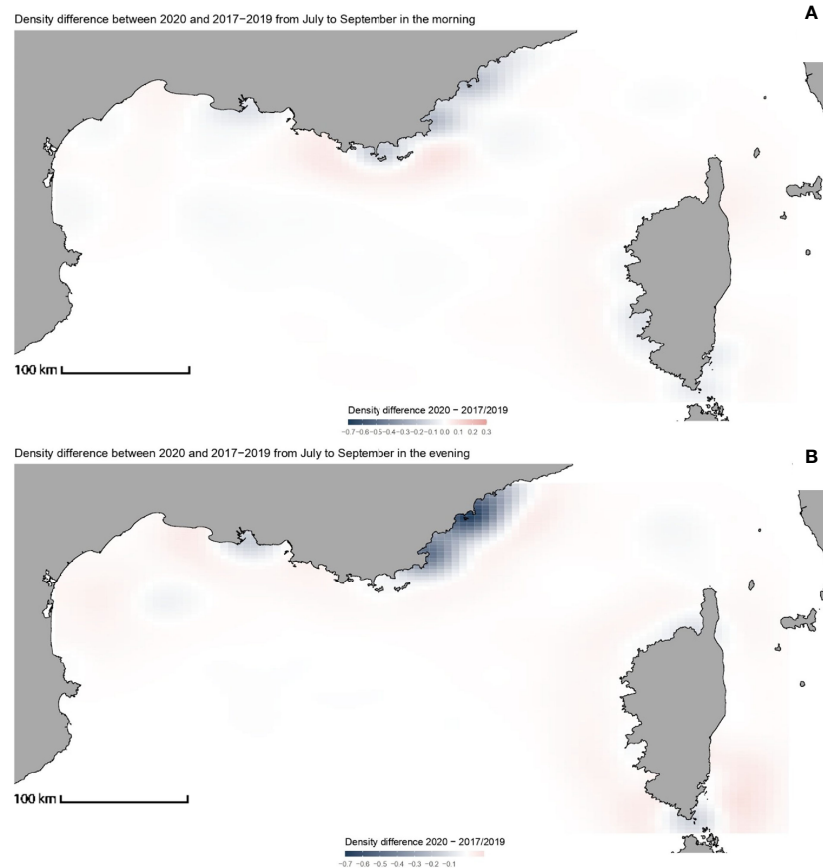 Density difference between 2020 and 2017−2019 from July to September in the morning
A
100 km
Density difference 2020 − 2017/2019
−0.7−0.6−0.5−0.4−0.3−0.2−0.1 0.0 0.1 0.2 0.3
Density difference between 2020 and 2017−2019 from July to September in the evening
B
100 km
Density difference 2020 − 2017/2019
−0.7 −0.6 −0.5 −0.4 −0.3 −0.2 −0.1